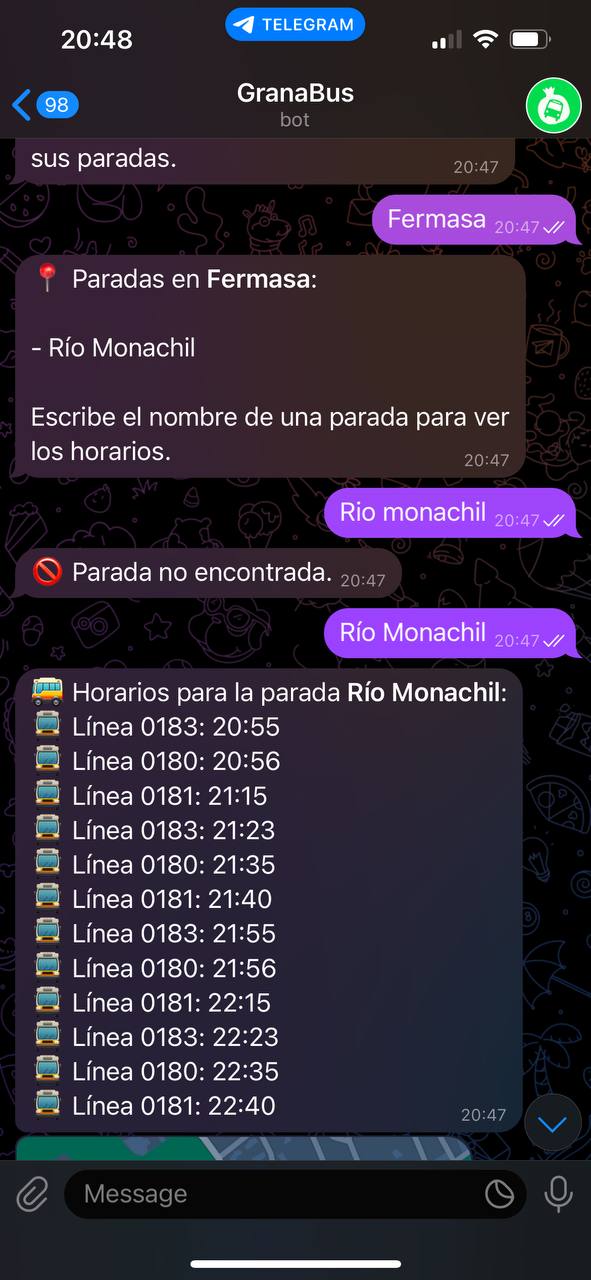 20:48
TELEGRAM
98
GranaBus
bot
sus paradas.
20:47
Fermasa 20:47
📍 Paradas en Fermasa:
- Río Monachil
Escribe el nombre de una parada para ver
los horarios.
20:47
Rio monachil 20:47
🚫 Parada no encontrada. 20:47
Río Monachil 20:47
🚌 Horarios para la parada Río Monachil:
🚍 Línea 0183: 20:55
🚍 Línea 0180: 20:56
🚍 Línea 0181: 21:15
🚍 Línea 0183: 21:23
🚍 Línea 0180: 21:35
🚍 Línea 0181: 21:40
🚍 Línea 0183: 21:55
🚍 Línea 0180: 21:56
🚍 Línea 0181: 22:15
🚍 Línea 0183: 22:23
🚍 Línea 0180: 22:35
🚍 Línea 0181: 22:40
20:47
Message